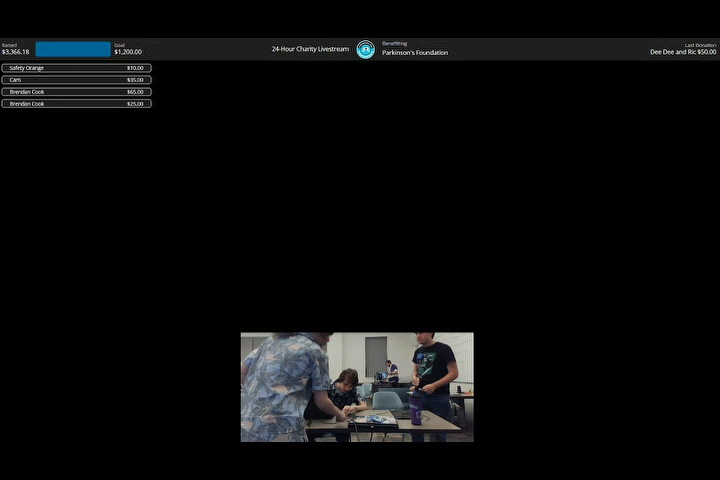 Raised
$3,366.18
Goal
$1,200.00
24-Hour Charity Livestream
Benefitting
Parkinson's Foundation
Last Donation
Dee Dee and Ric $50.00
Safety Orange $10.00
Cam $35.00
Brendan Cook $65.00
Brendan Cook $25.00